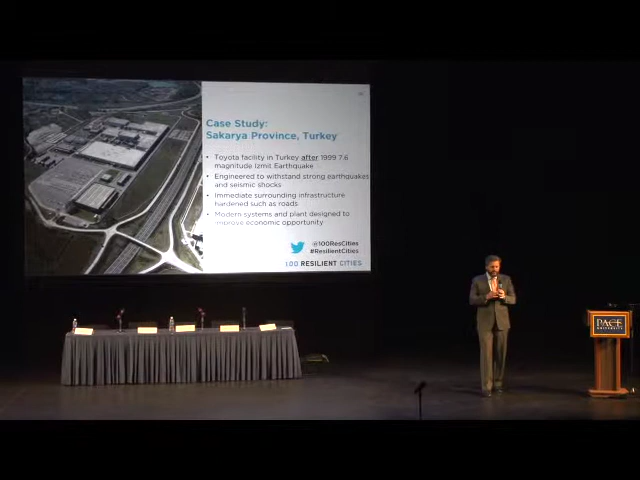 Case Study:
Sakarya Province, Turkey
• Toyota facility in Turkey after 1999 7.6
magnitude Izmit Earthquake
• Engineered to withstand strong earthquakes
and seismic shocks
• Immediate surrounding infrastructure
hardened such as roads
• Modern systems and plant designed to
improve economic opportunity
@100ResCities
#ResilientCities
100 RESILIENT CITIES
PACE
UNIVERSITY